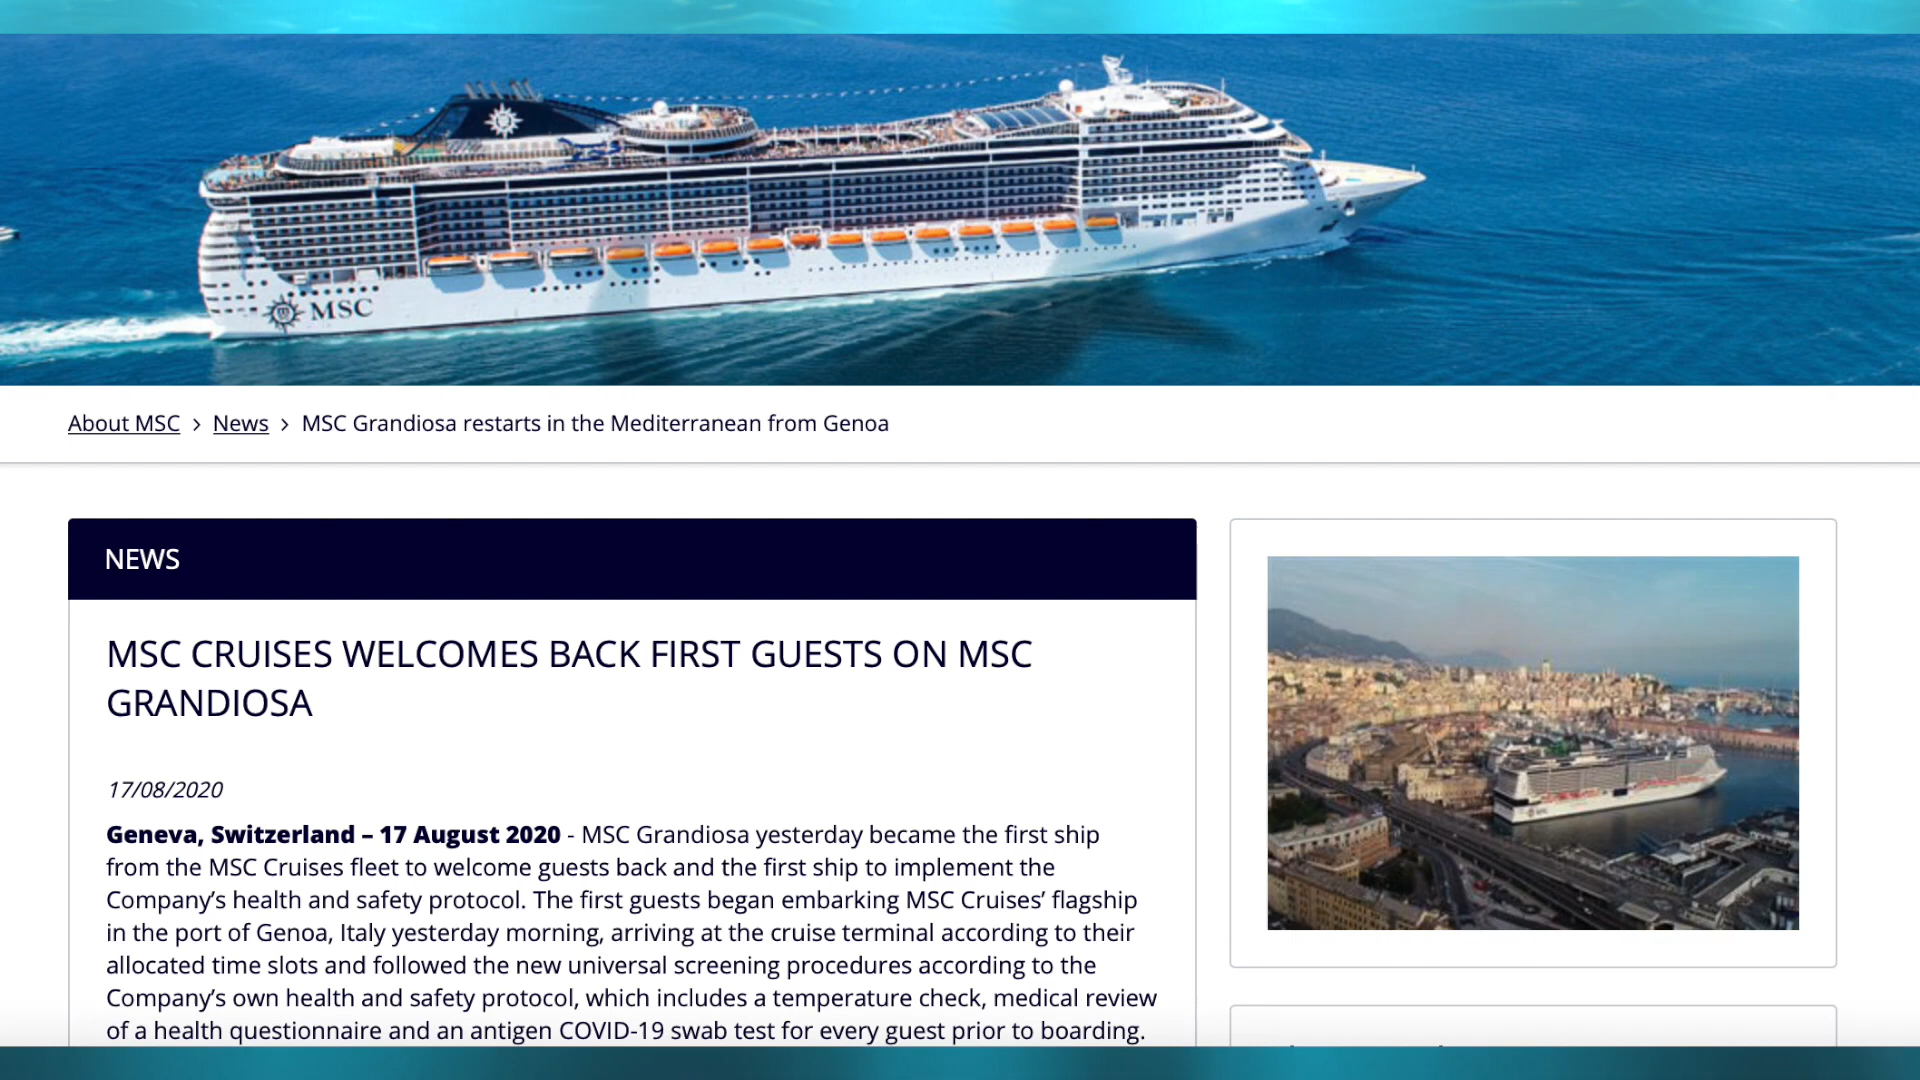 MSC
About MSC > News > MSC Grandiosa restarts in the Mediterranean from Genoa
NEWS
MSC CRUISES WELCOMES BACK FIRST GUESTS ON MSC
GRANDIOSA
17/08/2020
Geneva, Switzerland – 17 August 2020 - MSC Grandiosa yesterday became the first ship
from the MSC Cruises fleet to welcome guests back and the first ship to implement the
Company’s health and safety protocol. The first guests began embarking MSC Cruises’ flagship
in the port of Genoa, Italy yesterday morning, arriving at the cruise terminal according to their
allocated time slots and followed the new universal screening procedures according to the
Company’s own health and safety protocol, which includes a temperature check, medical review
of a health questionnaire and an antigen COVID-19 swab test for every guest prior to boarding.